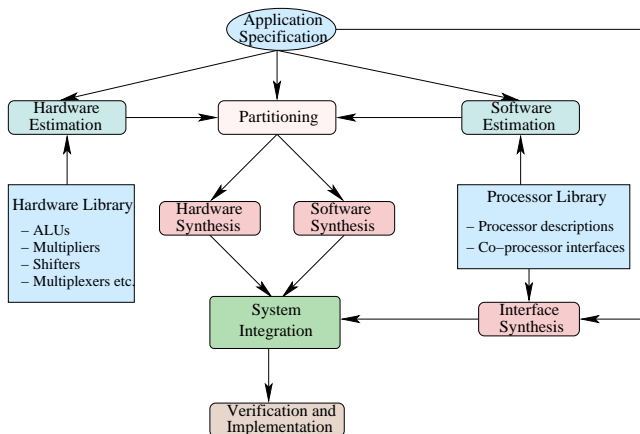 Application
Specification
Hardware
Estimation
Partitioning
Software
Estimation
Hardware Library
– ALUs
– Multipliers
– Shifters
– Multiplexers etc.
Hardware
Synthesis
Software
Synthesis
Processor Library
– Processor descriptions
– Co–processor interfaces
System
Integration
Interface
Synthesis
Verification and
Implementation